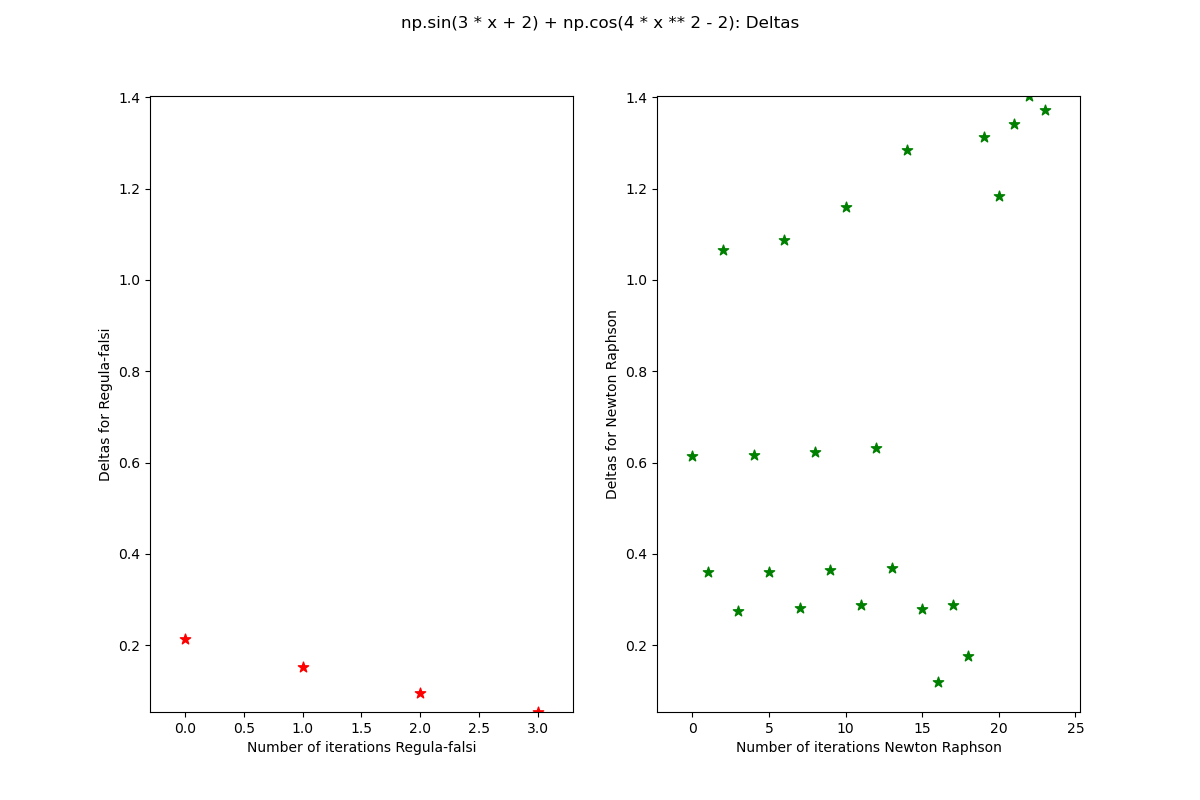 np.sin(3 * x + 2) + np.cos(4 * x ** 2 - 2): Deltas
1.4
1.2
1.0
0.8
0.6
0.4
0.2
Deltas for Regula-falsi
0.0 0.5 1.0 1.5 2.0 2.5 3.0
Number of iterations Regula-falsi
1.4
1.2
1.0
0.8
0.6
0.4
0.2
Deltas for Newton Raphson
0 5 10 15 20 25
Number of iterations Newton Raphson